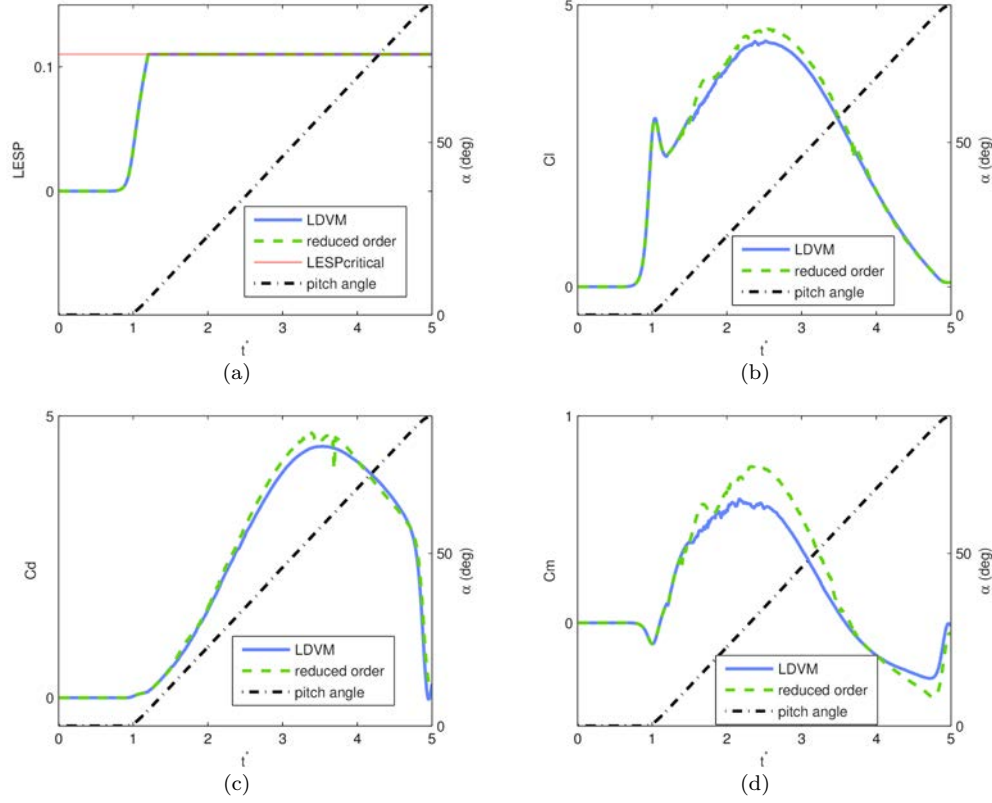 0.1
0
LESP
50
0
α (deg)
LDVM
reduced order
LESPcritical
pitch angle
0 1 2 3 4 5
t*
(a)
5
0
Cl
50
0
α (deg)
LDVM
reduced order
pitch angle
0 1 2 3 4 5
t*
(b)
5
0
Cd
50
0
α (deg)
LDVM
reduced order
pitch angle
0 1 2 3 4 5
t*
(c)
1
0
Cm
50
0
α (deg)
LDVM
reduced order
pitch angle
0 1 2 3 4 5
t*
(d)